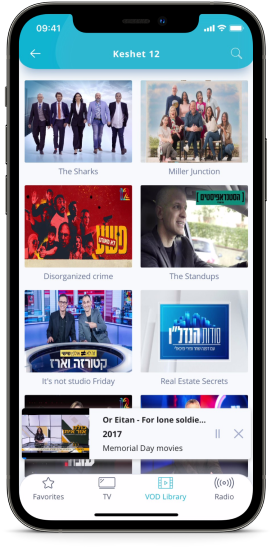 09:41
Keshet 12
The Sharks
Miller Junction
פשע
לא מאורגן
הסטנדאפיסטים
Disorganized crime
The Standups
קטורזה וארז
סודות הנדל"ן
It's not studio Friday
Real Estate Secrets
Or Eitan - For lone soldie...
2017
Memorial Day movies
Favorites
TV
VOD Library
Radio